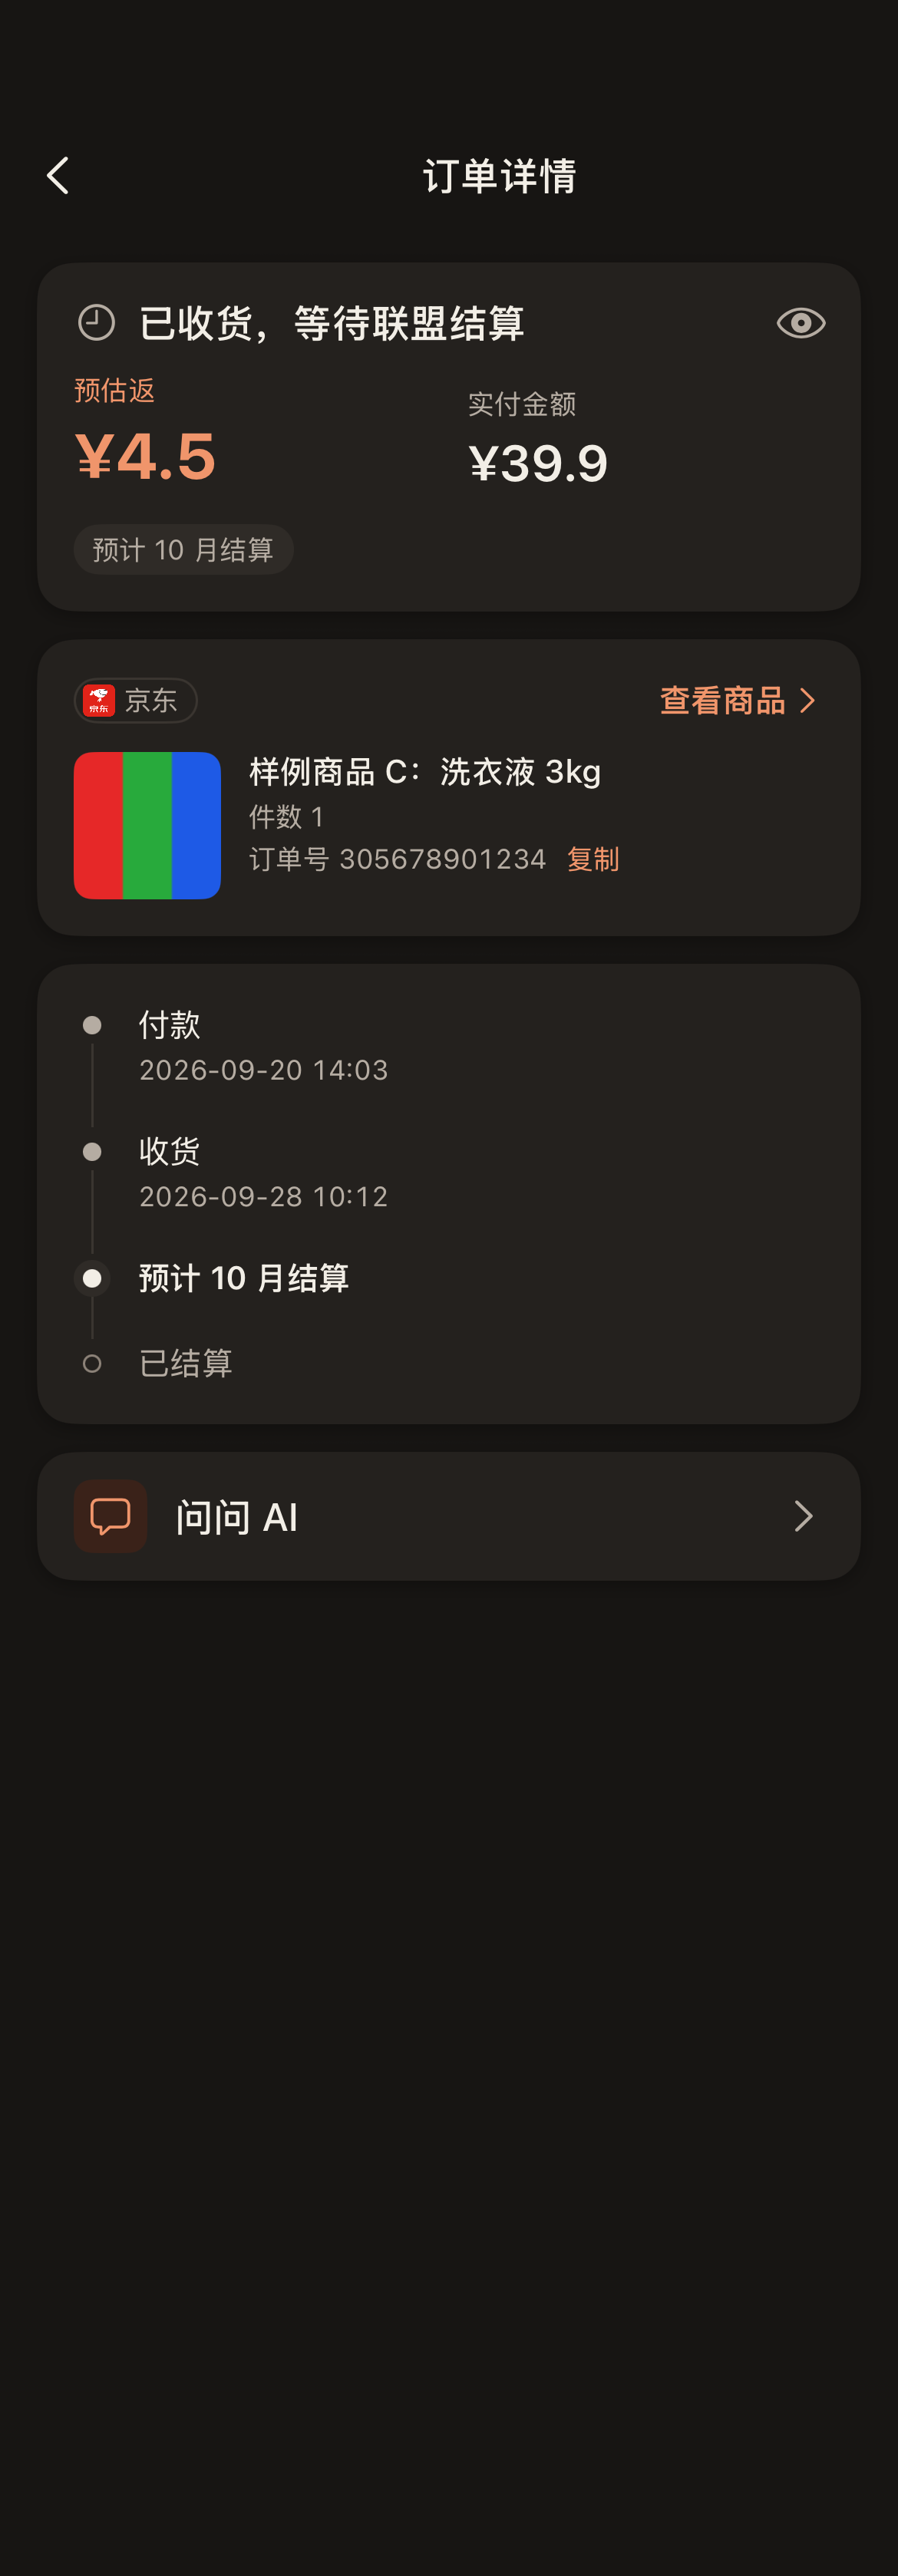 订单详情
已收货，等待联盟结算
预估返
¥4.5
实付金额
¥39.9
预计 10 月结算
京东
京东
查看商品
样例商品 C：洗衣液 3kg
件数 1
订单号 305678901234 复制
付款
2026-09-20 14:03
收货
2026-09-28 10:12
预计 10 月结算
已结算
问问 AI